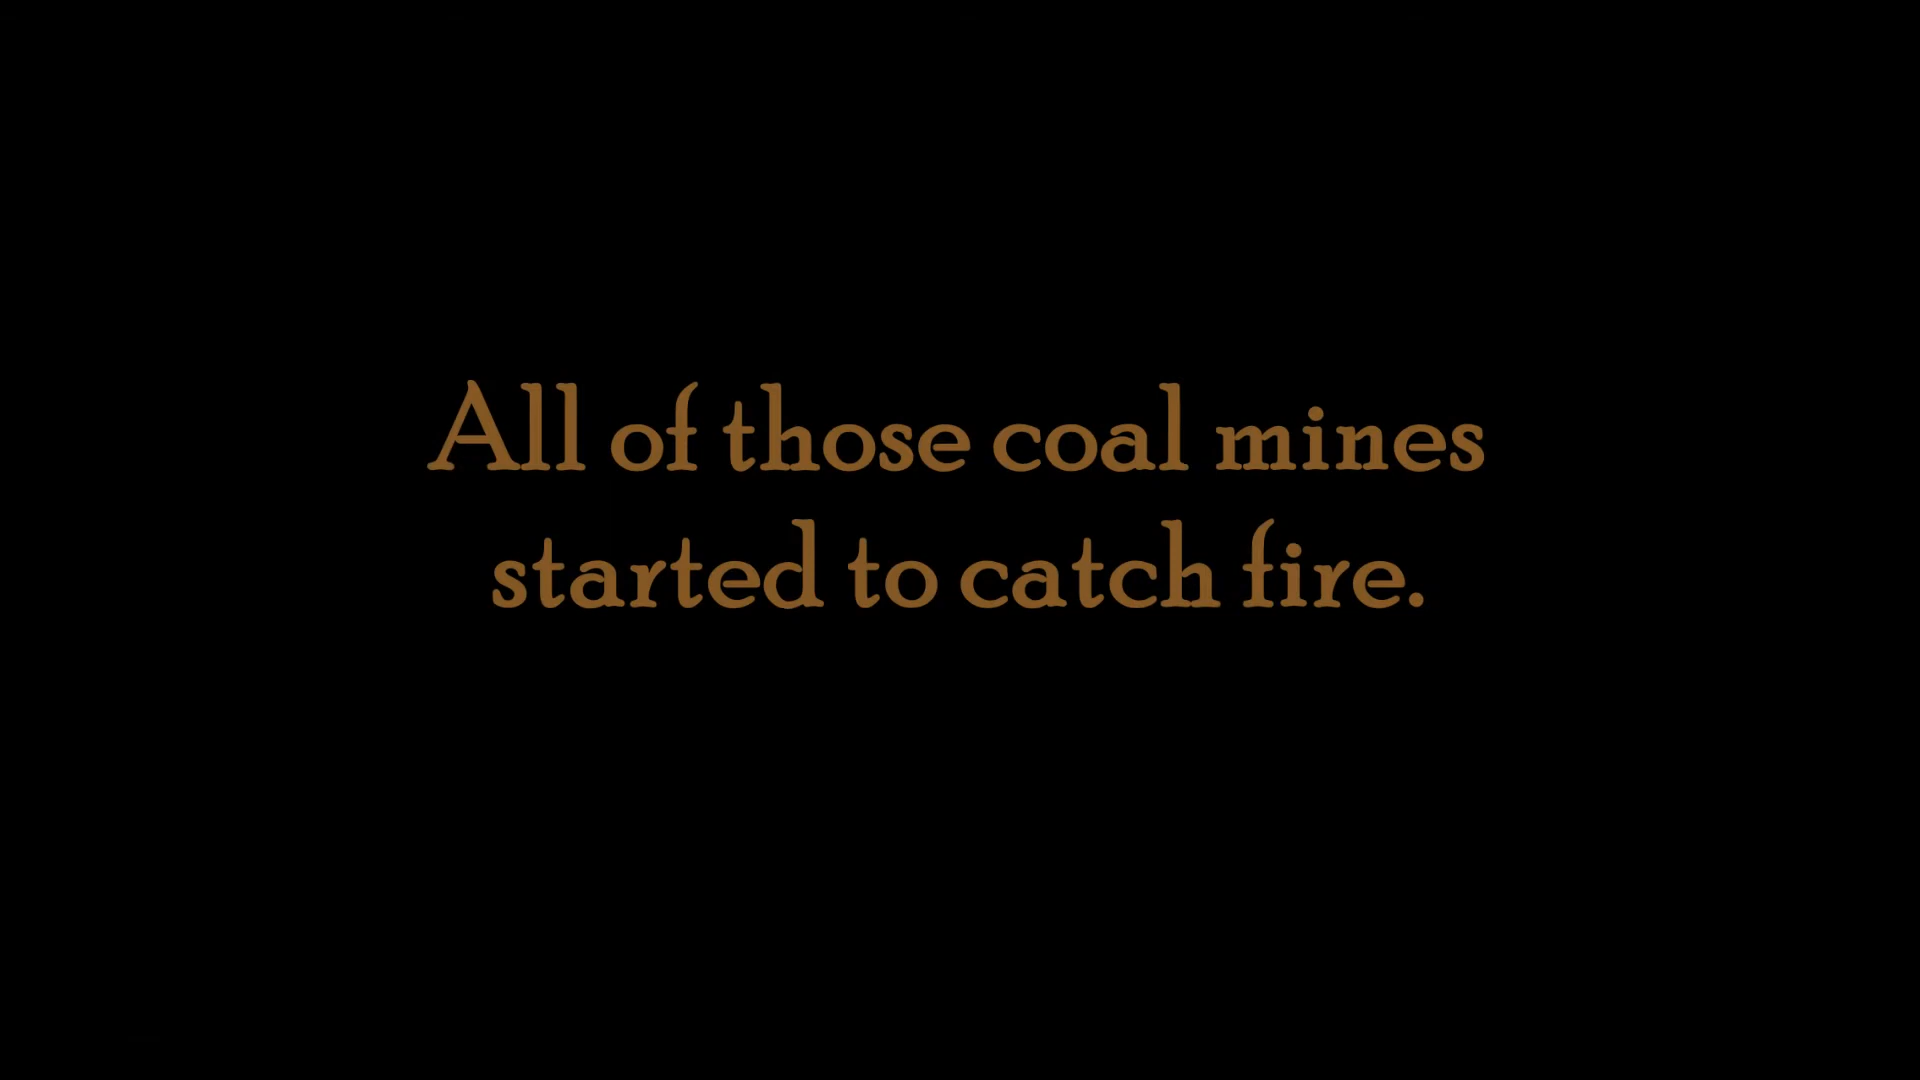 All of those coal mines
started to catch fire.